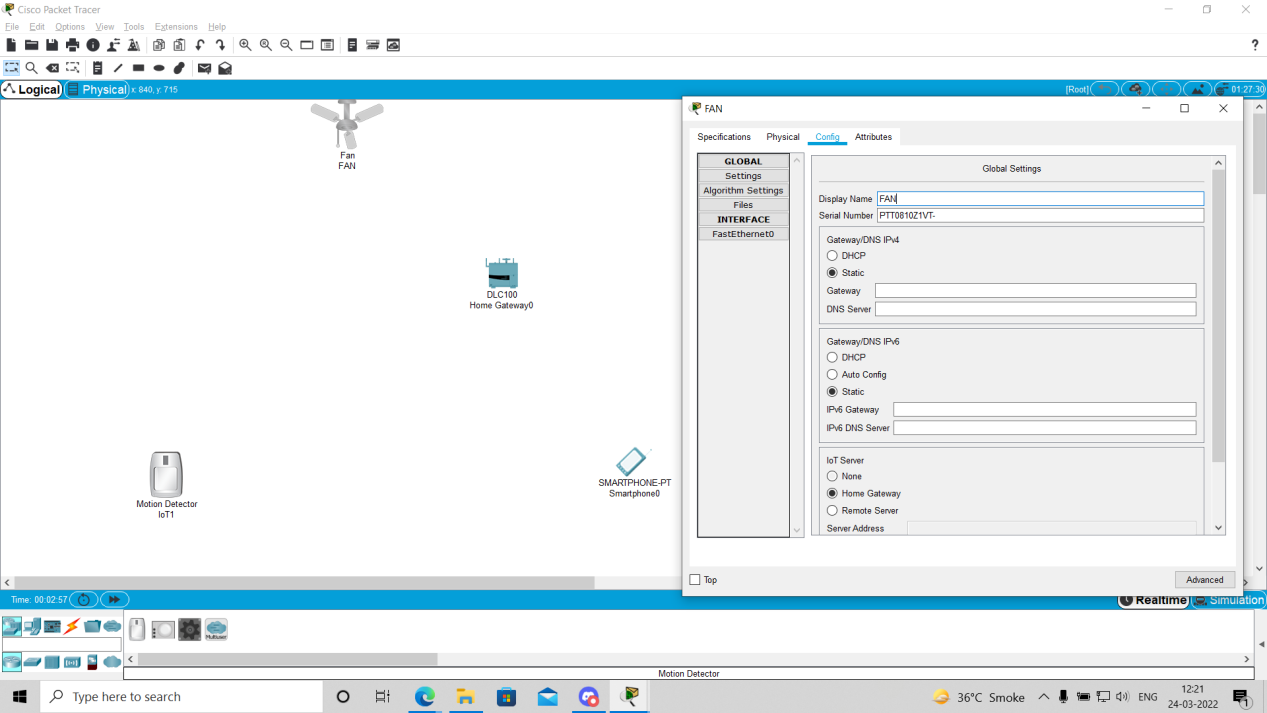 Cisco Packet Tracer
File Edit Options View Tools Extensions Help
?
Logical Physical x: 840, y: 715 [Root] 01:27:30
Fan
FAN
DLC100
Home Gateway0
Motion Detector
IoT1
SMARTPHONE-PT
Smartphone0
FAN
Specifications Physical Config Attributes
GLOBAL
Settings
Algorithm Settings
Files
INTERFACE
FastEthernet0
Global Settings
Display Name FAN
Serial Number PTT0810Z1VT-
Gateway/DNS IPv4
DHCP
Static
Gateway
DNS Server
Gateway/DNS IPv6
DHCP
Auto Config
Static
IPv6 Gateway
IPv6 DNS Server
IoT Server
None
Home Gateway
Remote Server
Server Address
Top Advanced
Time: 00:02:57 Realtime Simulation
Multiuser
Motion Detector
Type here to search 36°C Smoke ENG 12:21
24-03-2022
1